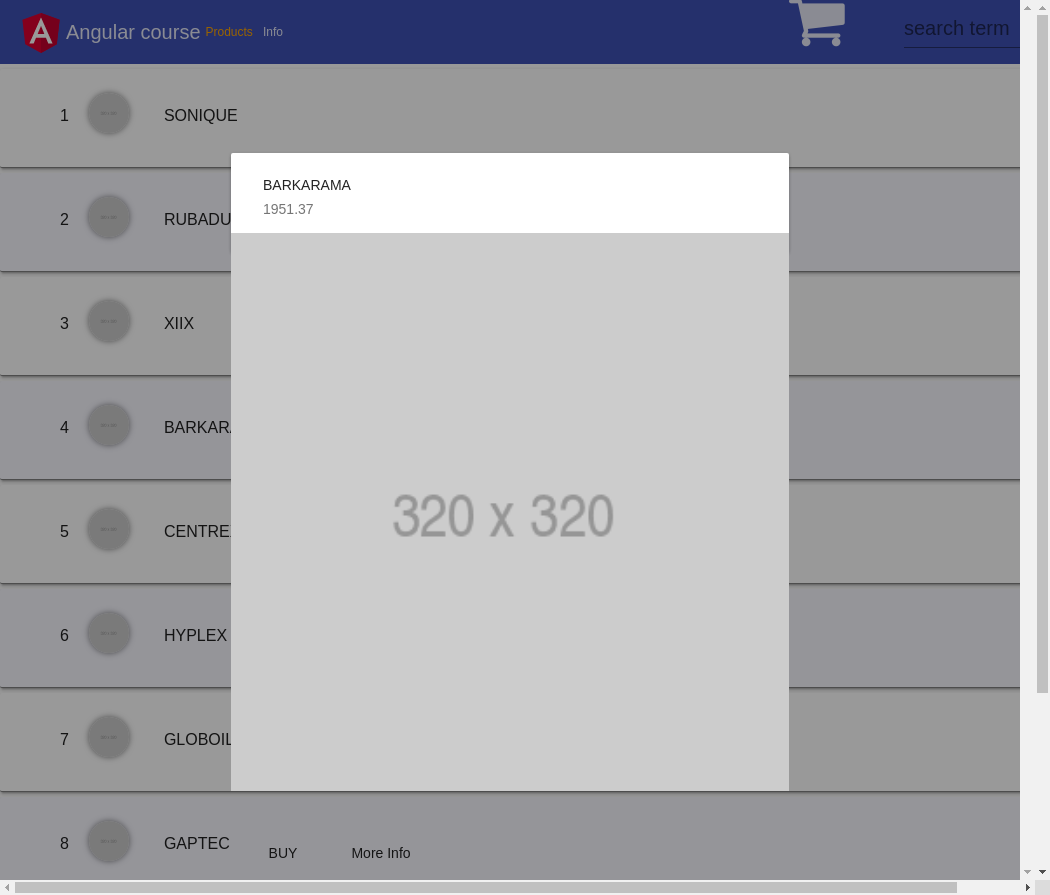 Angular course Products Info search term
1 SONIQUE
BARKARAMA
1951.37
2 RUBADU
3 XIIX
4 BARKARA
320 x 320
5 CENTRE
6 HYPLEX
7 GLOBOIL
8 GAPTEC
BUY More Info